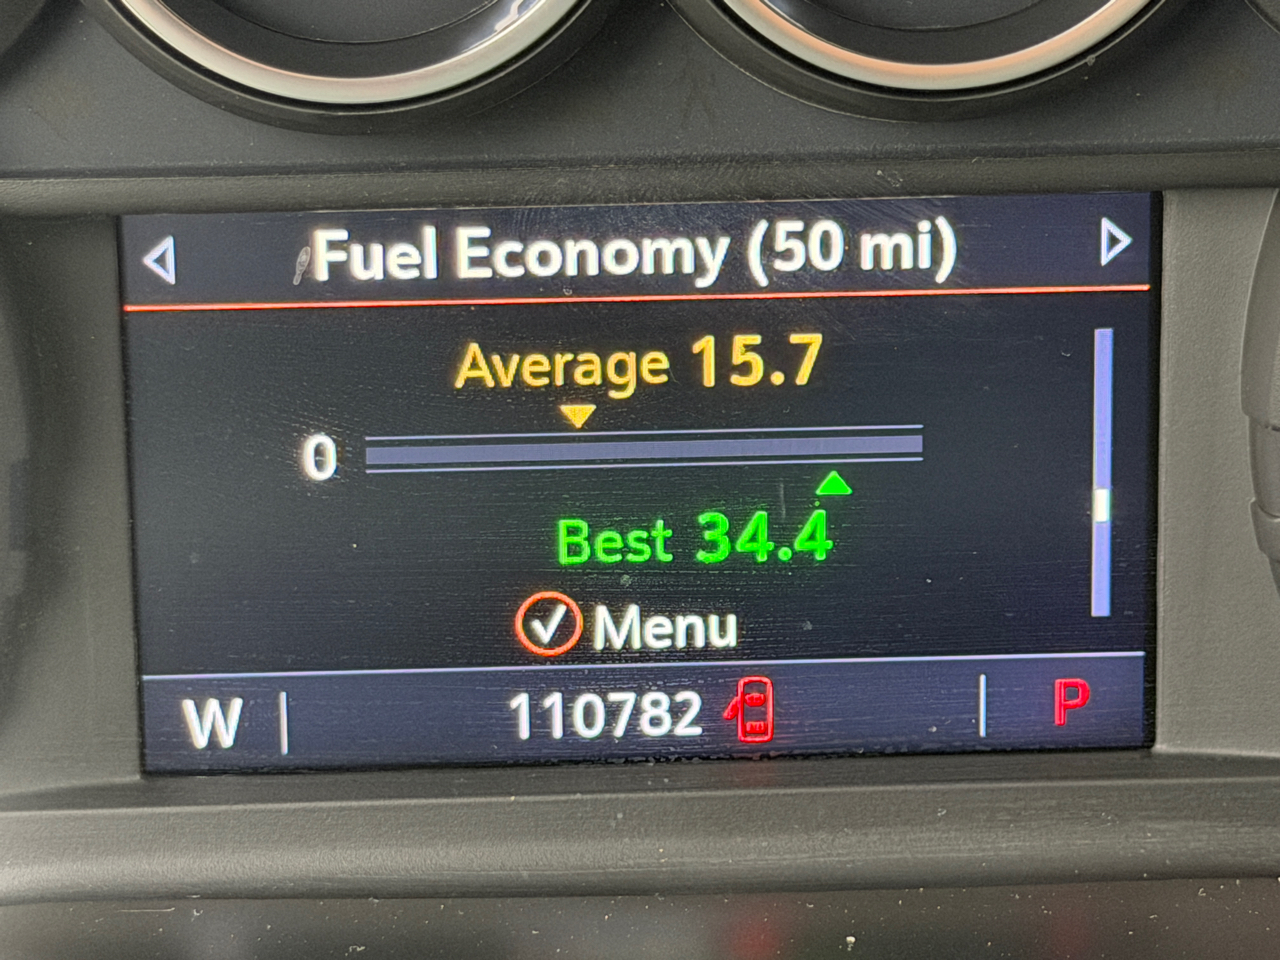 Fuel Economy (50 mi)
Average 15.7
0
Best 34.4
Menu
W | 110782 | P